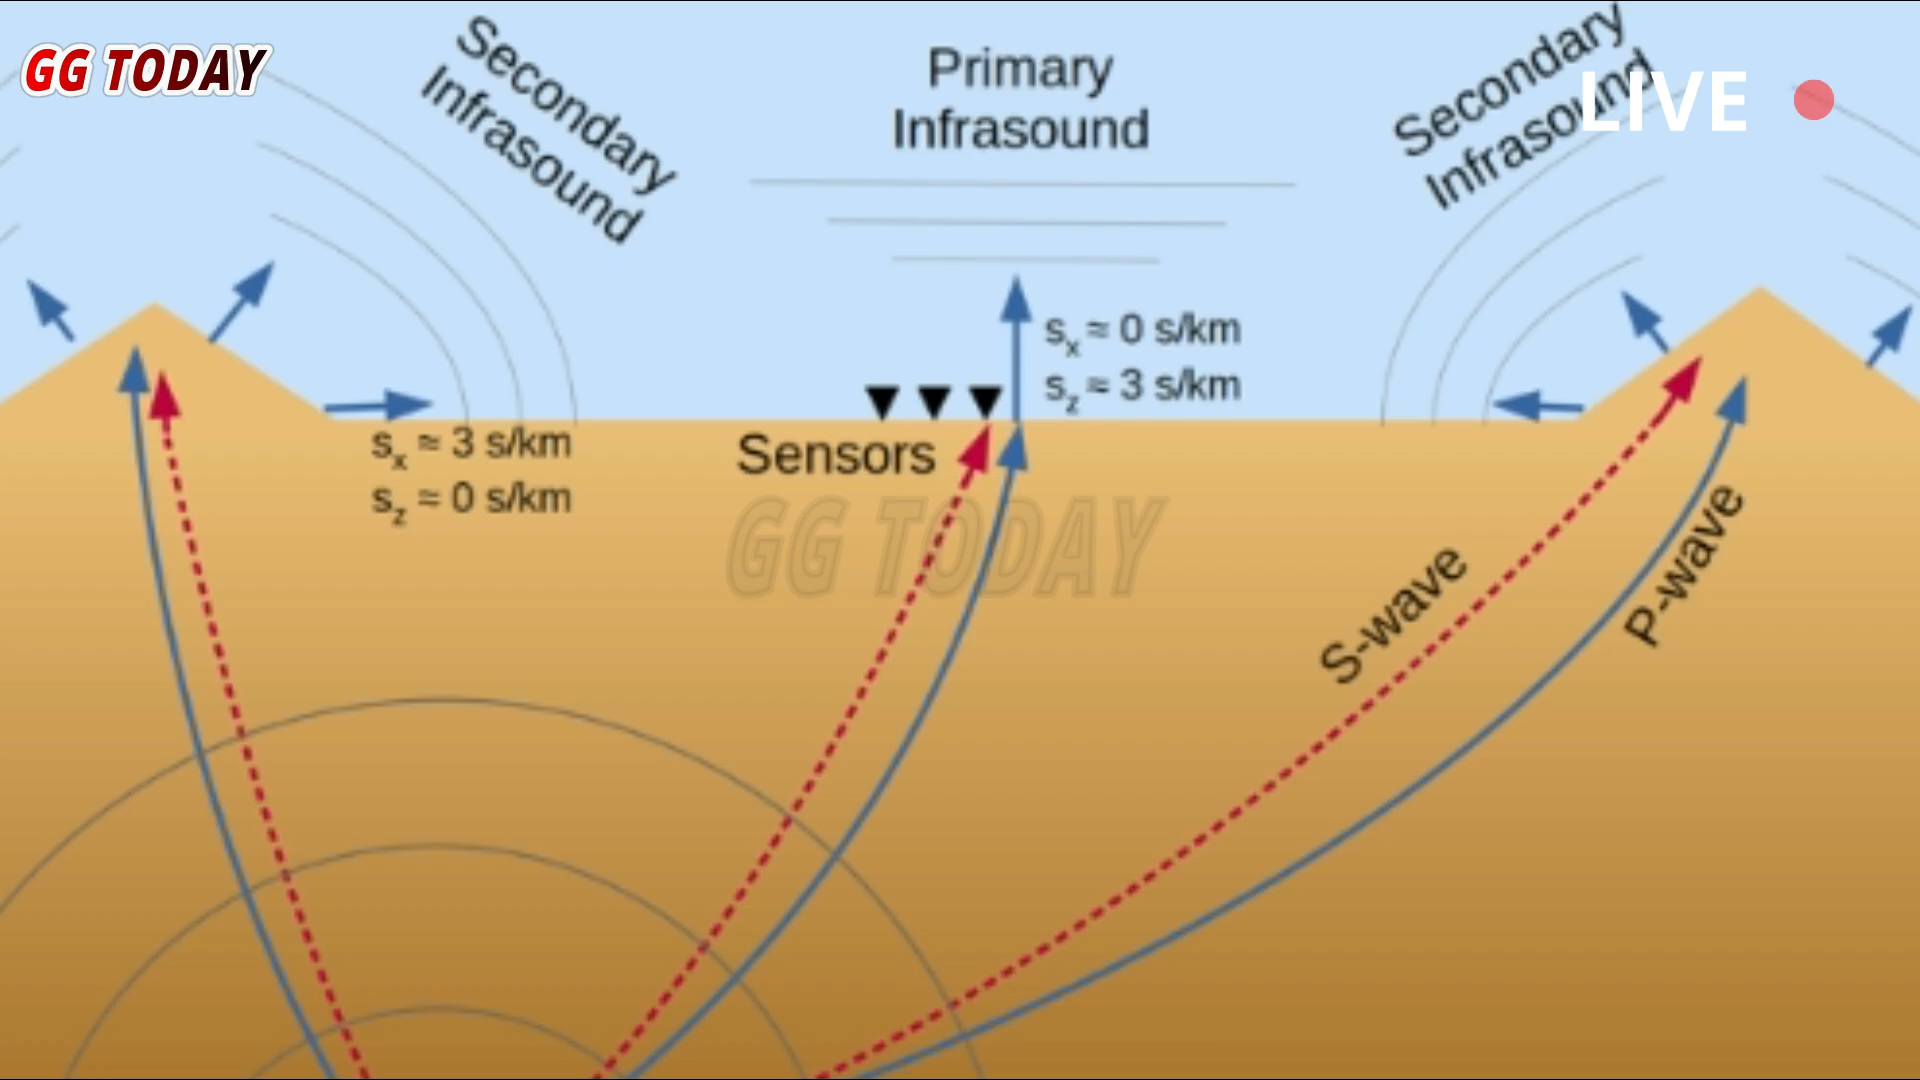 GG TODAY
Secondary
Infrasound
Primary
Infrasound
Secondary
Infrasound
LIVE
sx ≈ 0 s/km
sz ≈ 3 s/km
sx ≈ 3 s/km
sz ≈ 0 s/km
Sensors
GG TODAY
S-wave
P-wave